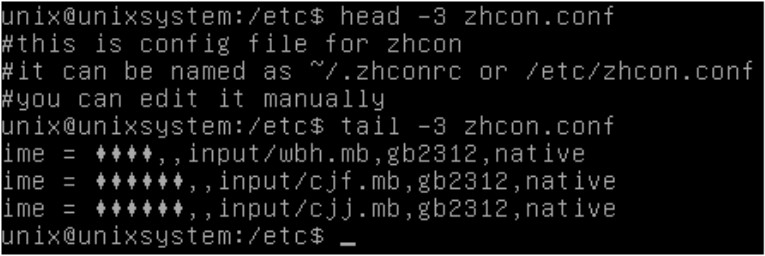 unix@unixsystem:/etc$ head -3 zhcon.conf
#this is config file for zhcon
#it can be named as ~/.zhconrc or /etc/zhcon.conf
#you can edit it manually
unix@unixsystem:/etc$ tail -3 zhcon.conf
ime = ♦♦♦♦,,input/wbh.mb,gb2312,native
ime = ♦♦♦♦♦♦,,input/cjf.mb,gb2312,native
ime = ♦♦♦♦♦♦,,input/cjj.mb,gb2312,native
unix@unixsystem:/etc$ _